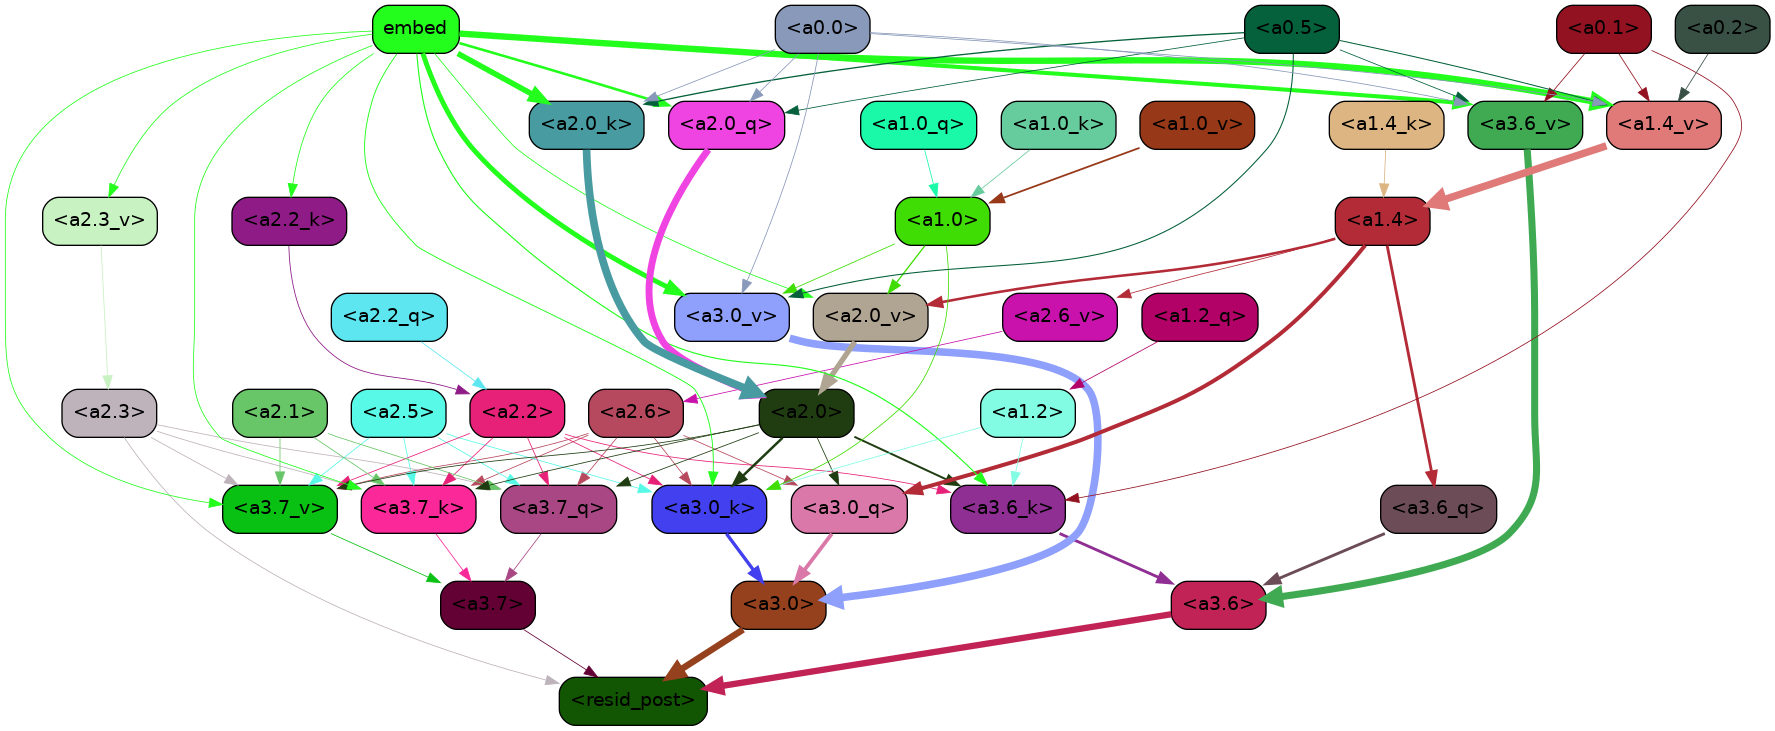 embed
<a0.0>
<a0.5>
<a0.1>
<a0.2>
<a2.0_k>
<a2.0_q>
<a1.0_q>
<a1.0_k>
<a1.0_v>
<a1.4_k>
<a3.6_v>
<a1.4_v>
<a2.3_v>
<a2.2_k>
<a1.0>
<a1.4>
<a2.2_q>
<a3.0_v>
<a2.0_v>
<a2.6_v>
<a1.2_q>
<a2.3>
<a2.1>
<a2.5>
<a2.2>
<a2.6>
<a2.0>
<a1.2>
<a3.7_v>
<a3.7_k>
<a3.7_q>
<a3.0_k>
<a3.0_q>
<a3.6_k>
<a3.6_q>
<a3.7>
<a3.0>
<a3.6>
<resid_post>